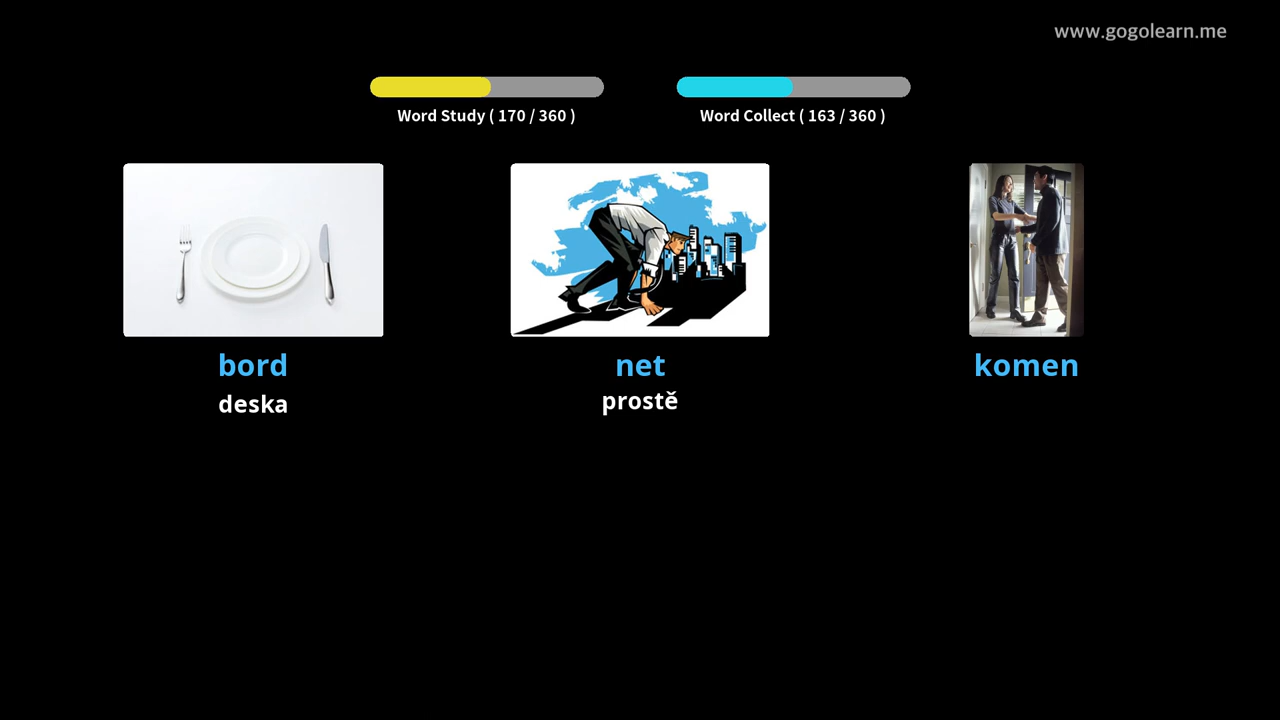 www.gogolearn.me
Word Study ( 170 / 360 )
Word Collect ( 163 / 360 )
bord
deska
net
prostě
komen